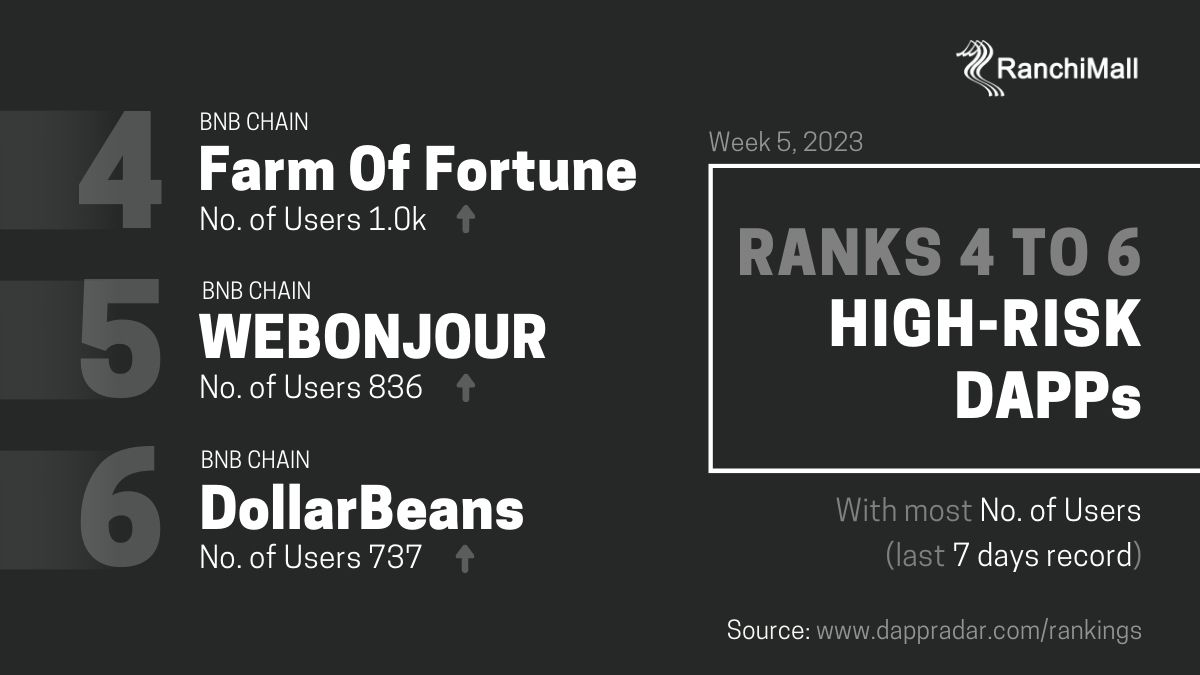 RanchiMall
4
BNB CHAIN
Farm Of Fortune
No. of Users 1.0k
5
BNB CHAIN
WEBONJOUR
No. of Users 836
6
BNB CHAIN
DollarBeans
No. of Users 737
Week 5, 2023
RANKS 4 TO 6
HIGH-RISK
DAPPs
With most No. of Users
(last 7 days record)
Source: www.dappradar.com/rankings